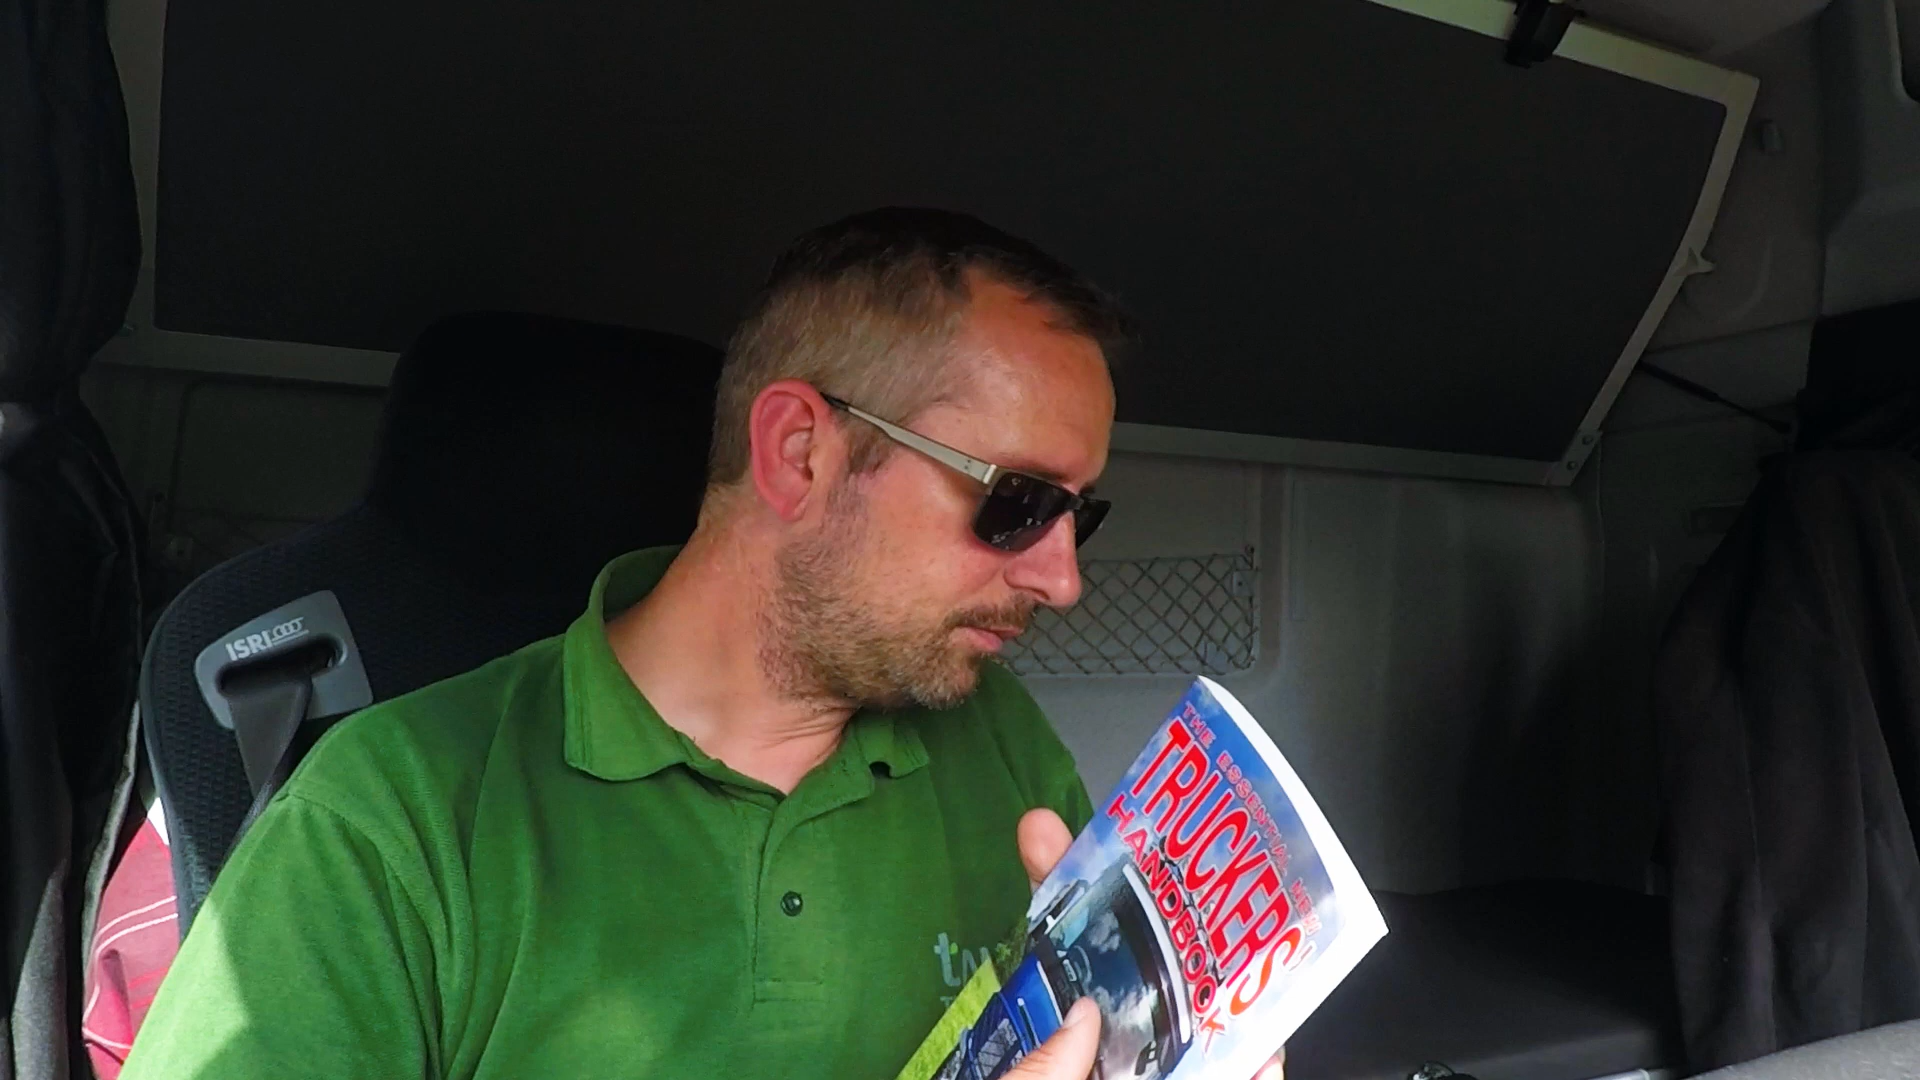 ISRI
THE ESSENTIAL NEW
TRUCKERS'
HANDBOOK